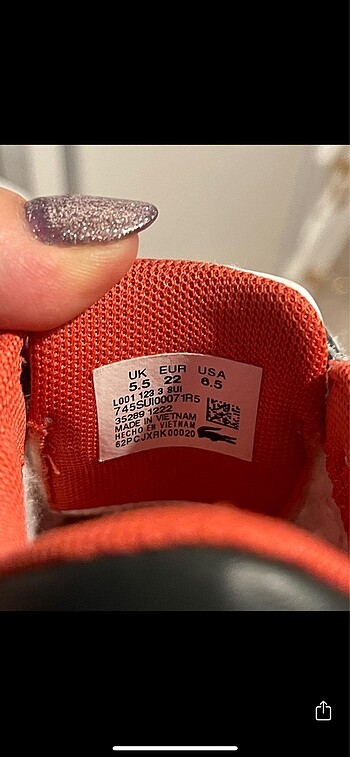 UK EUR USA
5.5 22 6.5
L001 123 3 SUI
745SUI00071R5
35289 1222
MADE IN VIETNAM
HECHO EN VIETNAM
62PCJXRK00020